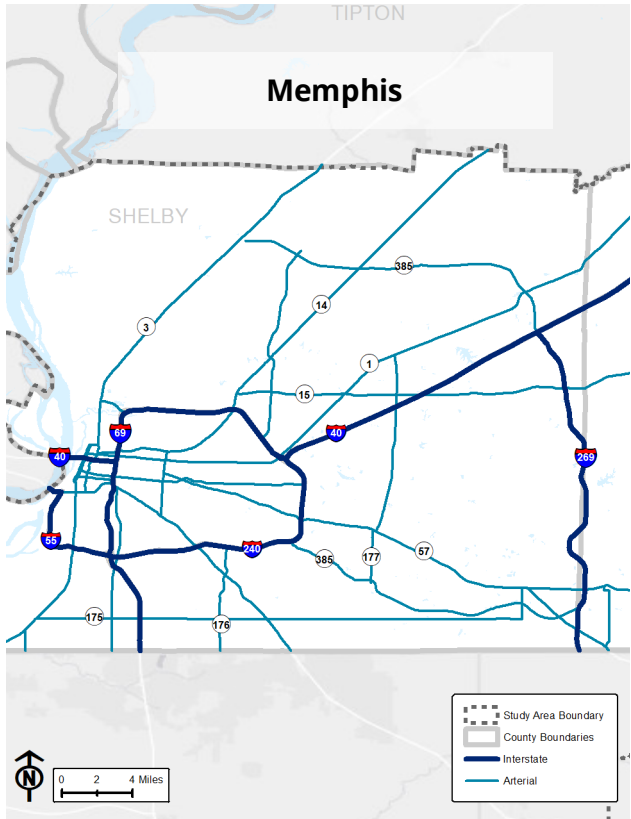 TIPTON
Memphis
SHELBY
385
14
3
1
15
69
40
40
269
55
240
385
177
57
175
176
Study Area Boundary
County Boundaries
Interstate
Arterial
N
0 2 4 Miles